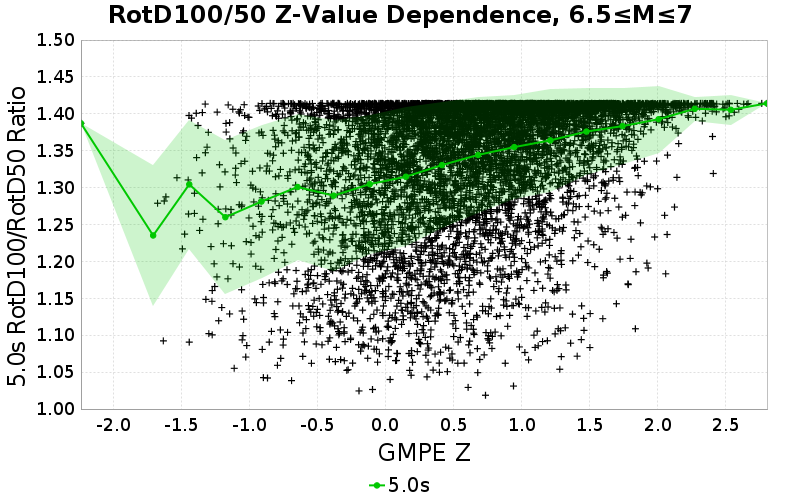 RotD100/50 Z-Value Dependence, 6.5≤M≤7
5.0s RotD100/RotD50 Ratio
1.50
1.45
1.40
1.35
1.30
1.25
1.20
1.15
1.10
1.05
1.00
-2.0 -1.5 -1.0 -0.5 0.0 0.5 1.0 1.5 2.0 2.5
GMPE Z
5.0s